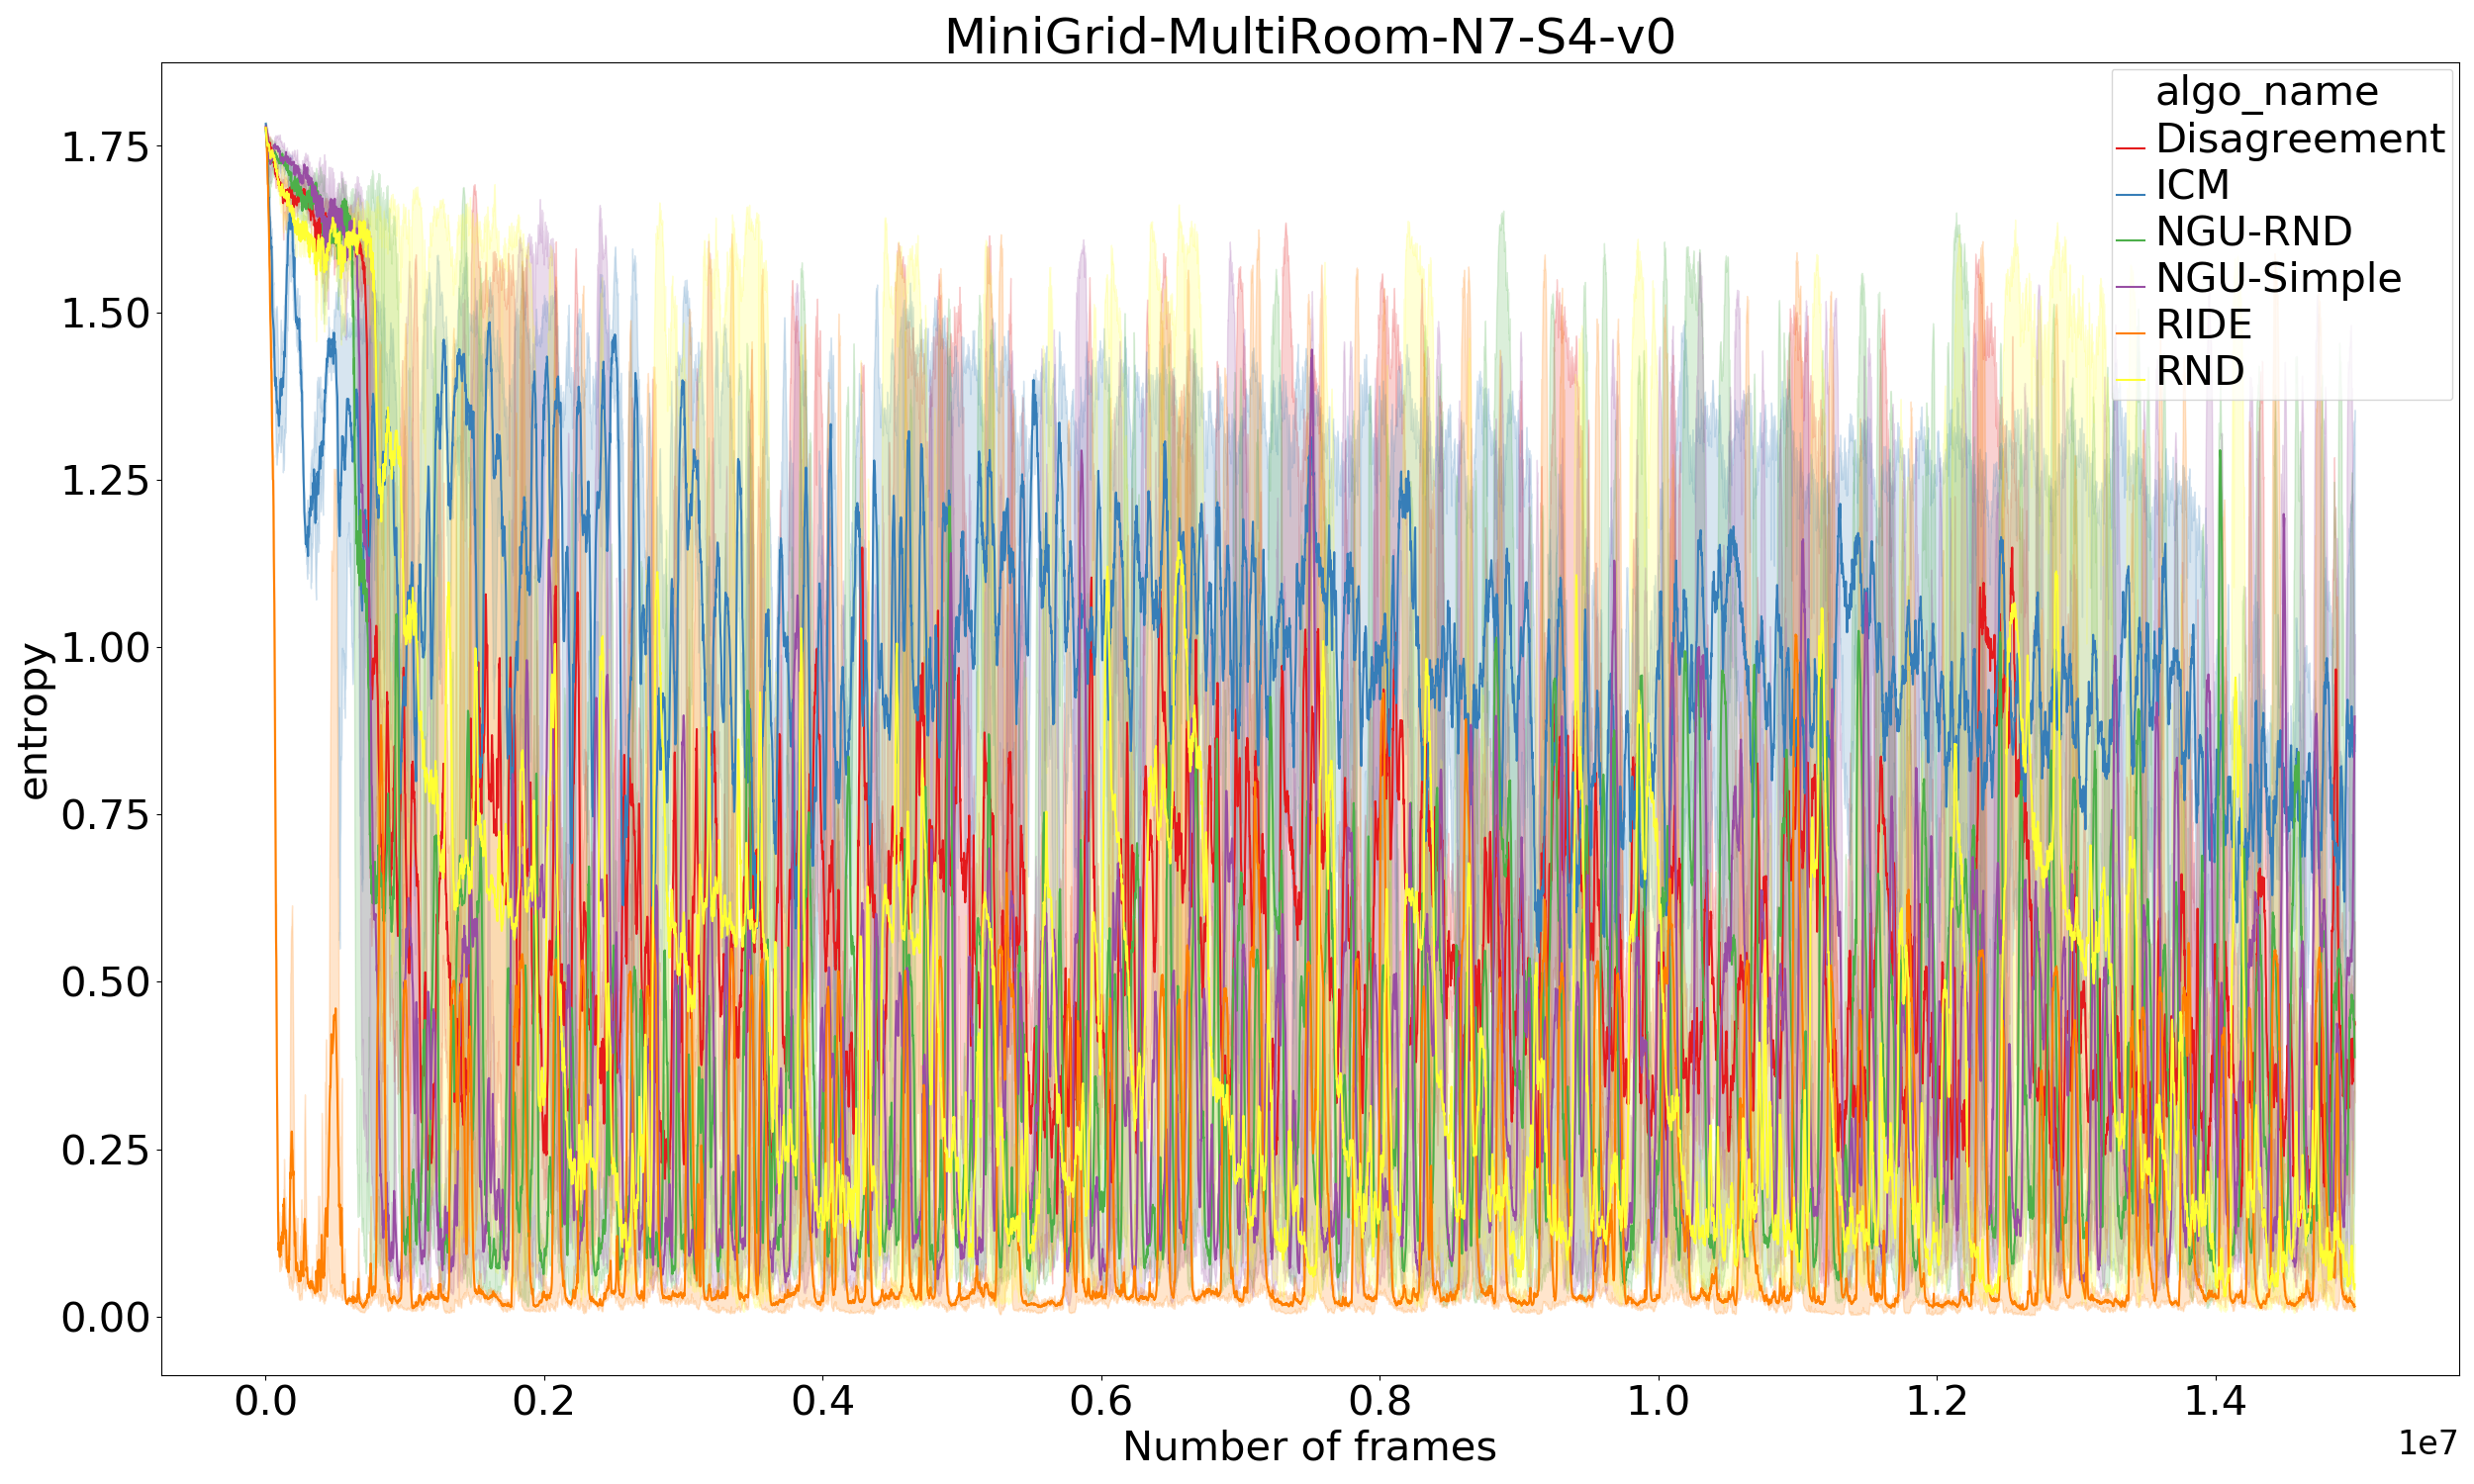 MiniGrid-MultiRoom-N7-S4-v0
algo_name
Disagreement
ICM
NGU-RND
NGU-Simple
RIDE
RND
entropy
1.75
1.50
1.25
1.00
0.75
0.50
0.25
0.00
0.0 0.2 0.4 0.6 0.8 1.0 1.2 1.4
1e7
Number of frames